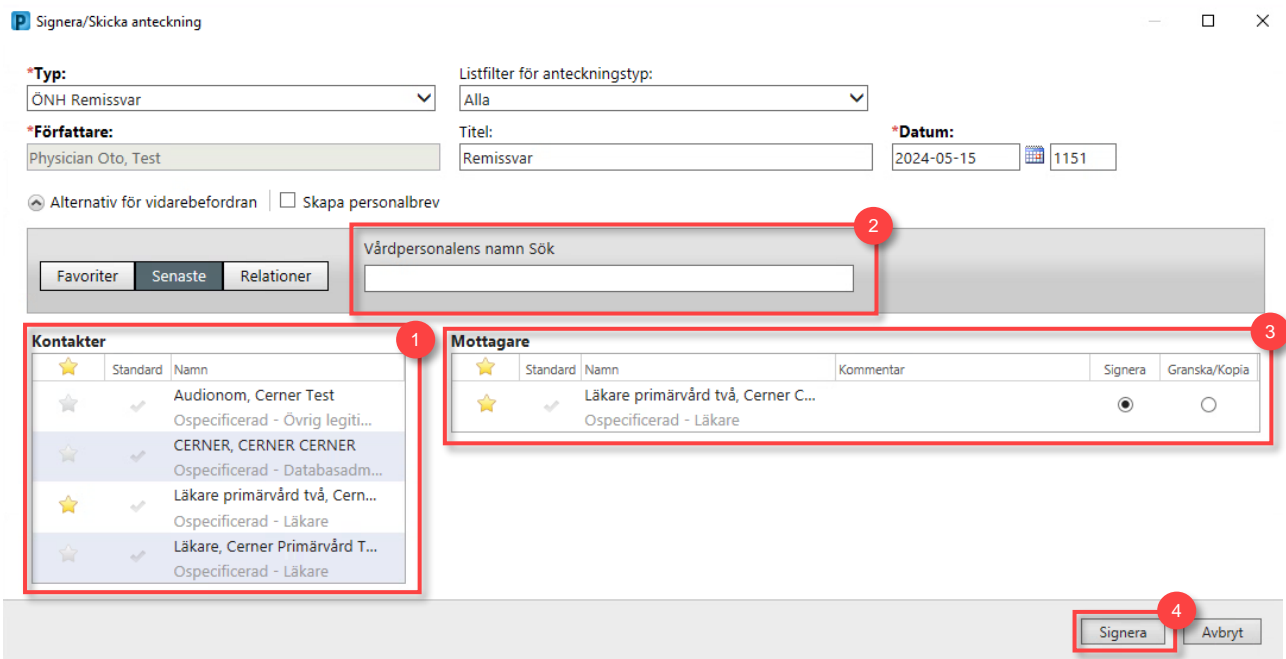 Signera/Skicka anteckning
*Typ:
Listfilter för anteckningstyp:
ÖNH Remissvar
Alla
*Författare:
Titel:
*Datum:
Physician Oto, Test
Remissvar
2024-05-15
1151
Alternativ för vidarebefordran
Skapa personalbrev
2
Vårdpersonalens namn Sök
Favoriter
Senaste
Relationer
Kontakter
1
Standard
Namn
Audionom, Cerner Test
Ospecificerad - Övrig legiti...
CERNER, CERNER CERNER
Ospecificerad - Databasadm...
Läkare primärvård två, Cern...
Ospecificerad - Läkare
Läkare, Cerner Primärvård T...
Ospecificerad - Läkare
Mottagare
3
Standard
Namn
Kommentar
Signera
Granska/Kopia
Läkare primärvård två, Cerner C...
Ospecificerad - Läkare
4
Signera
Avbryt